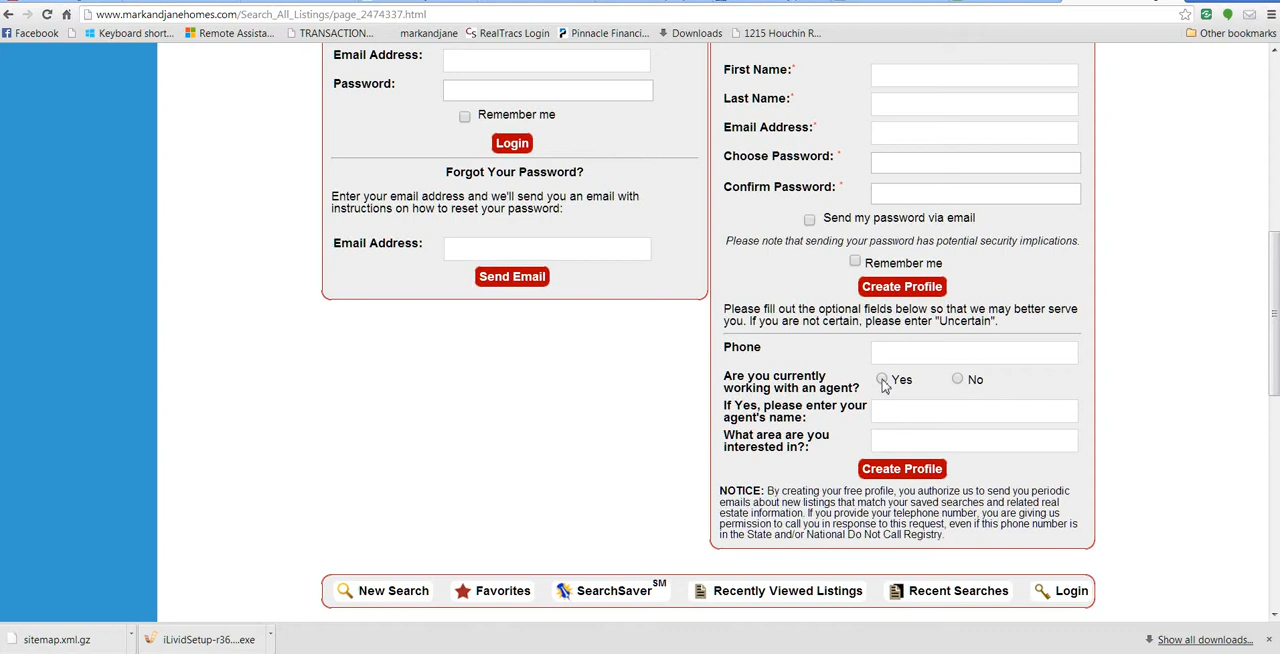 www.markandjanehomes.com/Search_All_Listings/page_2474337.html
Facebook Keyboard short... Remote Assista... TRANSACTION... markandjane RealTracs Login Pinnacle Financi... Downloads 1215 Houchin R... Other bookmarks
Email Address:
Password:
Remember me
Login
Forgot Your Password?
Enter your email address and we'll send you an email with
instructions on how to reset your password:
Email Address:
Send Email
First Name:*
Last Name:*
Email Address:*
Choose Password: *
Confirm Password: *
Send my password via email
Please note that sending your password has potential security implications.
Remember me
Create Profile
Please fill out the optional fields below so that we may better serve
you. If you are not certain, please enter "Uncertain".
Phone
Are you currently
working with an agent?
Yes No
If Yes, please enter your
agent's name:
What area are you
interested in?:
Create Profile
NOTICE: By creating your free profile, you authorize us to send you periodic
emails about new listings that match your saved searches and related real
estate information. If you provide your telephone number, you are giving us
permission to call you in response to this request, even if this phone number is
in the State and/or National Do Not Call Registry.
New Search Favorites SearchSaver SM Recently Viewed Listings Recent Searches Login
sitemap.xml.gz iLividSetup-r36....exe Show all downloads...